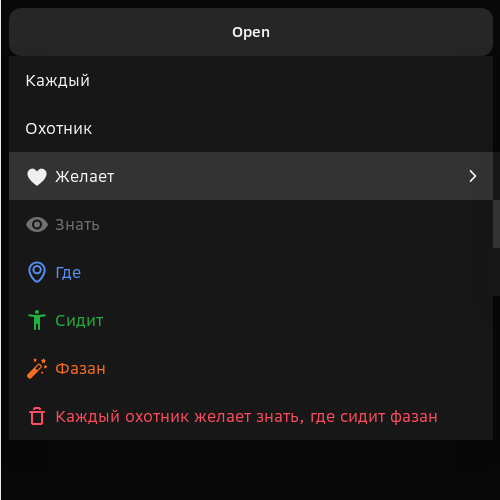 Open
Каждый
Охотник
Желает
Знать
Где
Сидит
Фазан
Каждый охотник желает знать, где сидит фазан